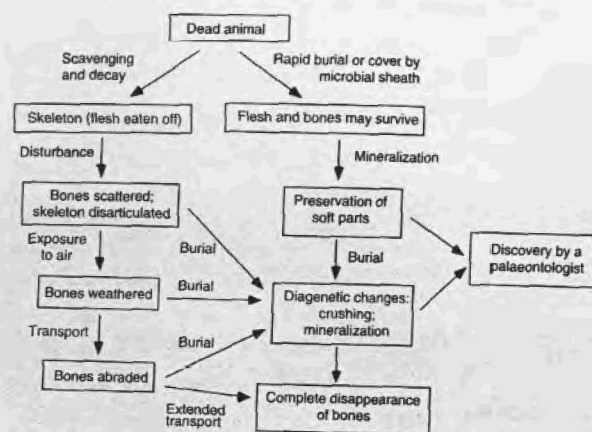 Dead animal
Scavenging
and decay
Rapid burial or cover by
microbial sheath
Skeleton (flesh eaten off)
Flesh and bones may survive
Disturbance
Mineralization
Bones scattered;
skeleton disarticulated
Preservation of
soft parts
Exposure
to air
Burial
Burial
Discovery by a
palaeontologist
Bones weathered
Burial
Diagenetic changes:
crushing;
mineralization
Transport
Burial
Bones abraded
Extended
transport
Complete disappearance
of bones